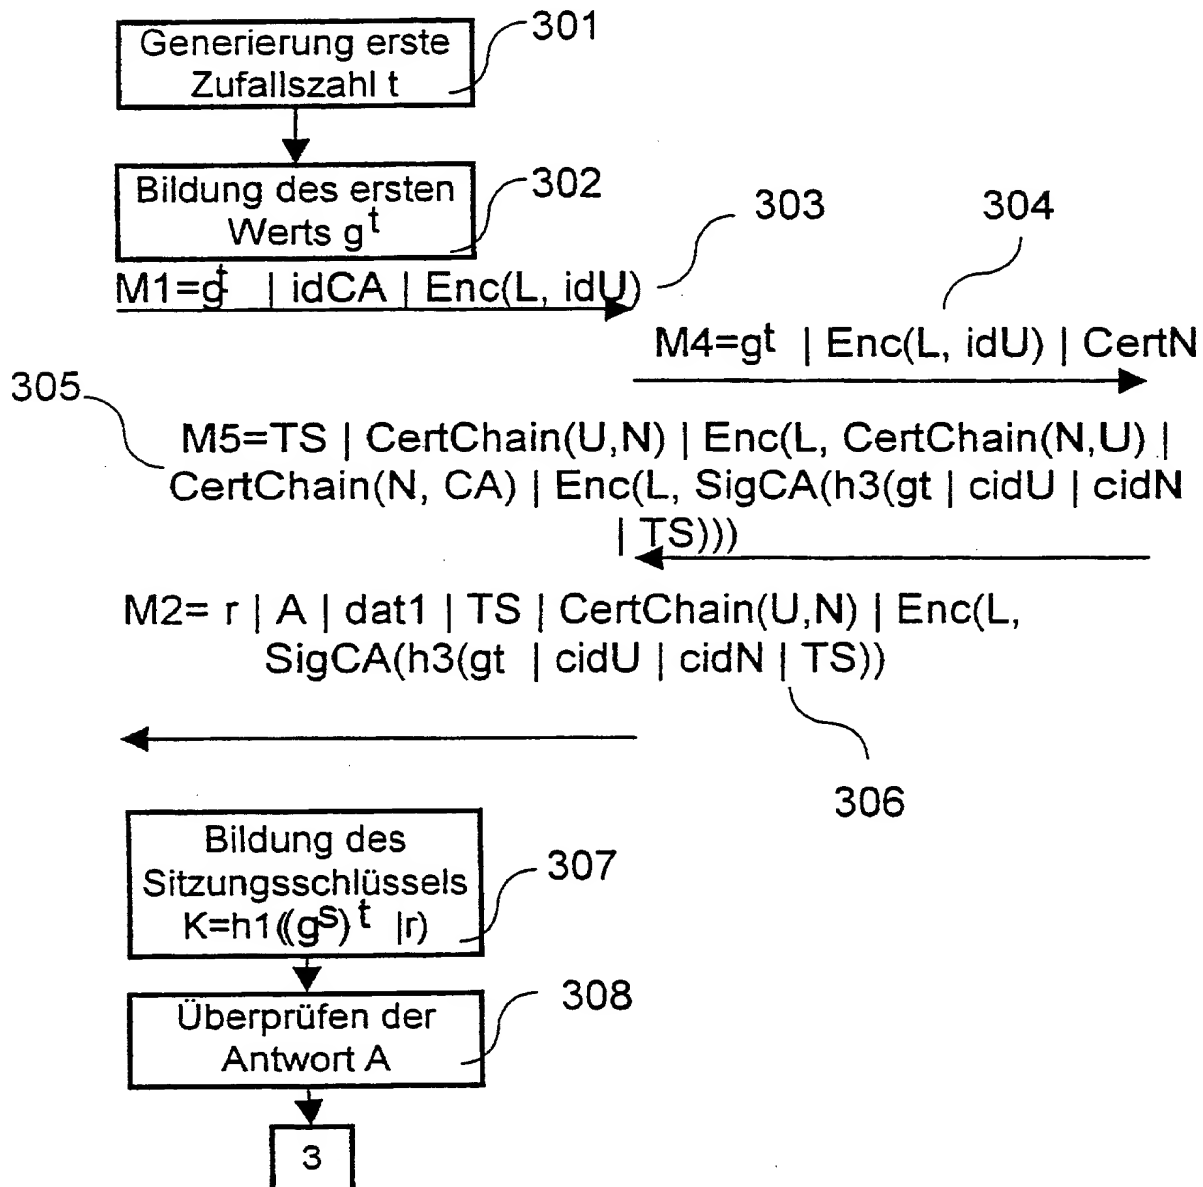 Generierung erste
Zufallszahl t
301
Bildung des ersten
Werts g^t
302
303
304
M1=g^t | idCA | Enc(L, idU)
M4=g^t | Enc(L, idU) | CertN
305
M5=TS | CertChain(U,N) | Enc(L, CertChain(N,U) |
CertChain(N, CA) | Enc(L, SigCA(h3(gt | cidU | cidN
| TS)))
M2= r | A | dat1 | TS | CertChain(U,N) | Enc(L,
SigCA(h3(gt | cidU | cidN | TS))
306
Bildung des
Sitzungsschlüssels
K=h1((g^s)^t |r)
307
Überprüfen der
Antwort A
308
3